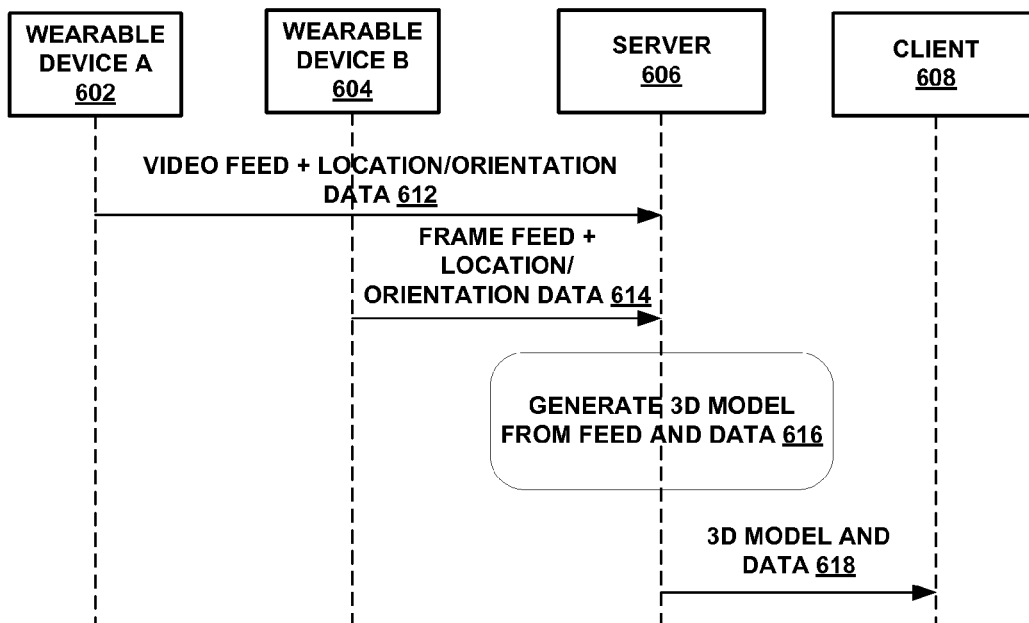 WEARABLE
DEVICE A
602
WEARABLE
DEVICE B
604
SERVER
606
CLIENT
608
VIDEO FEED + LOCATION/ORIENTATION
DATA 612
FRAME FEED +
LOCATION/
ORIENTATION DATA 614
GENERATE 3D MODEL
FROM FEED AND DATA 616
3D MODEL AND
DATA 618